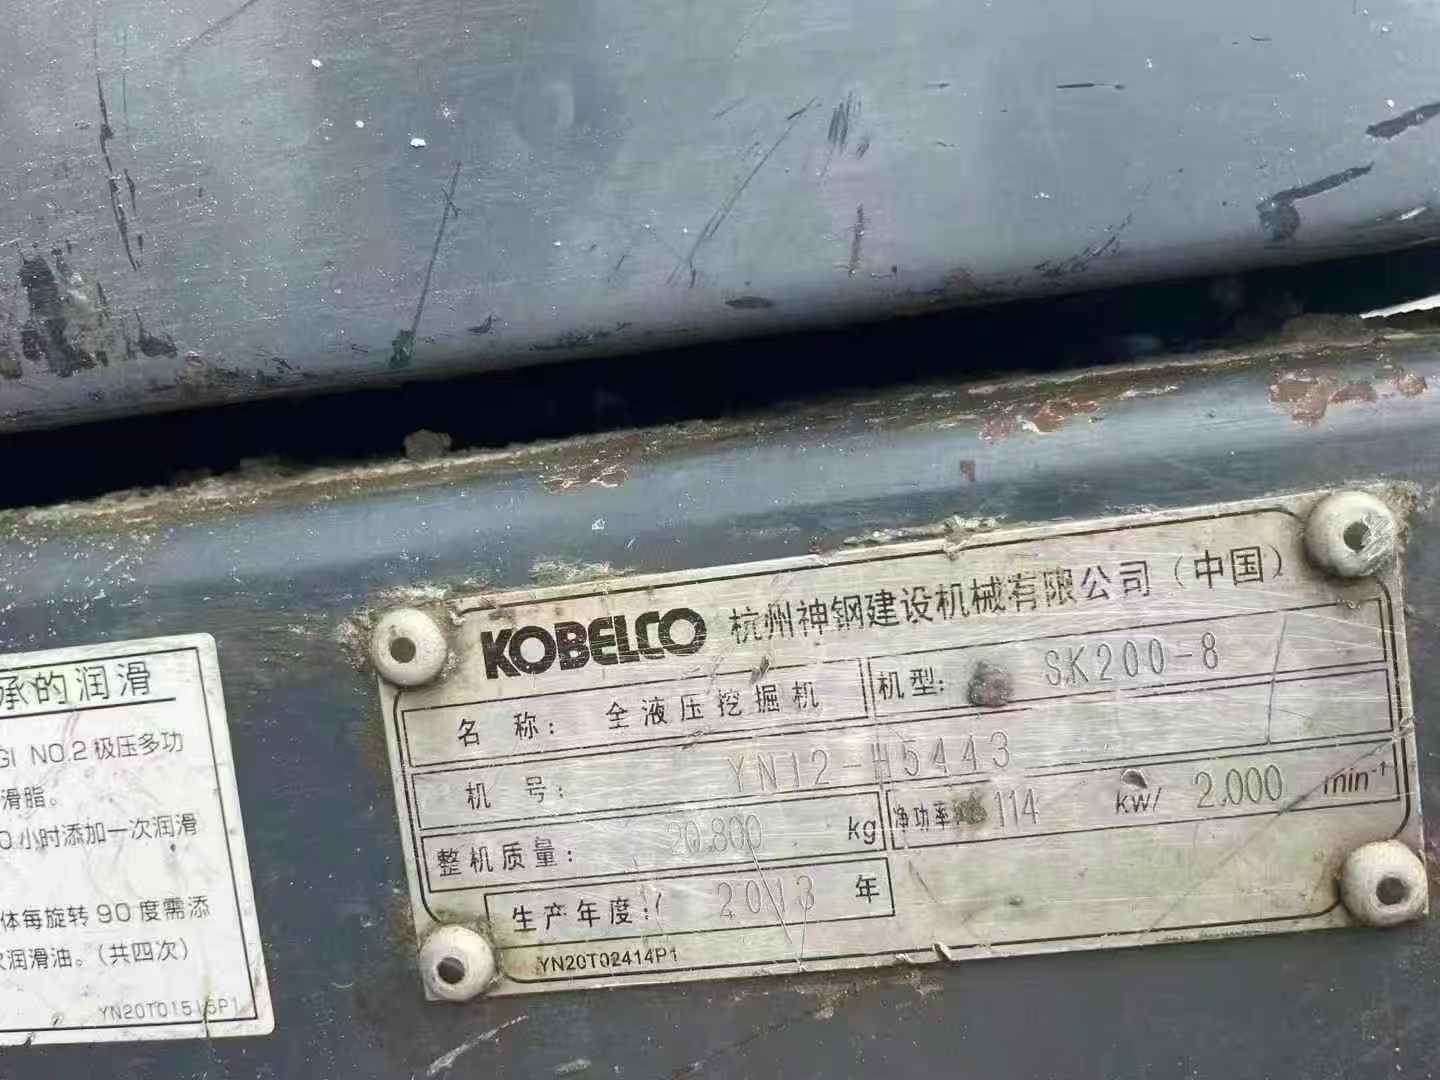 KOBELCO 杭州神钢建设机械有限公司（中国）
名 称： 全液压挖掘机 机型： SK200-8
机 号： YN12-H5443
整机质量： 20.800 kg 净功率 114 kw/ 2.000 min⁻¹
生产年度： 2013 年
YN20T02414P1
承的润滑
GI NO.2 极压多功
滑脂。
0 小时添加一次润滑
体每旋转 90 度需添
次润滑油。（共四次）
YN20T01515P1